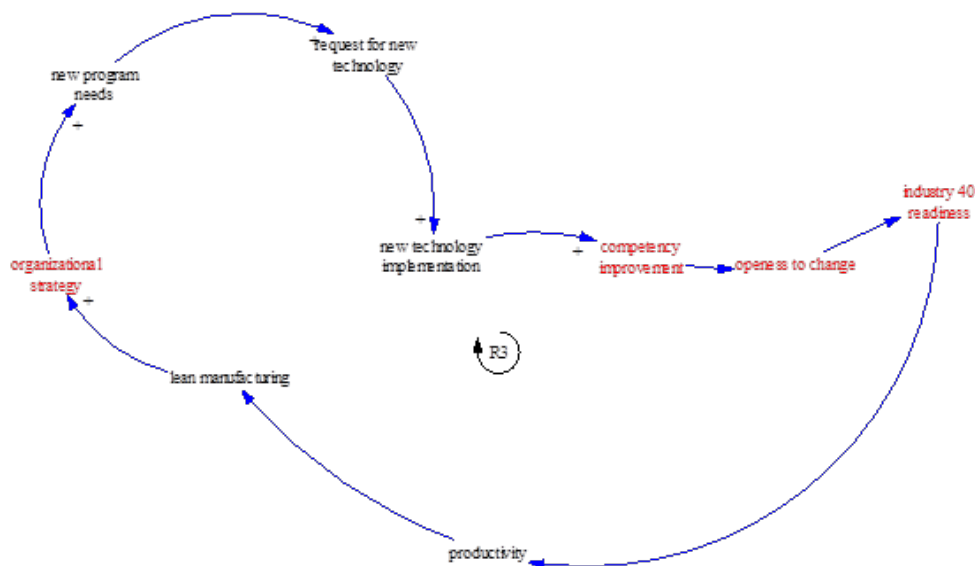 +
request for new
technology
new program
needs
+
industry 40
readiness
+
new technology
implementation
+
competency
improvement
openess to change
organizational
strategy
+
R3
lean manufacturing
productivity